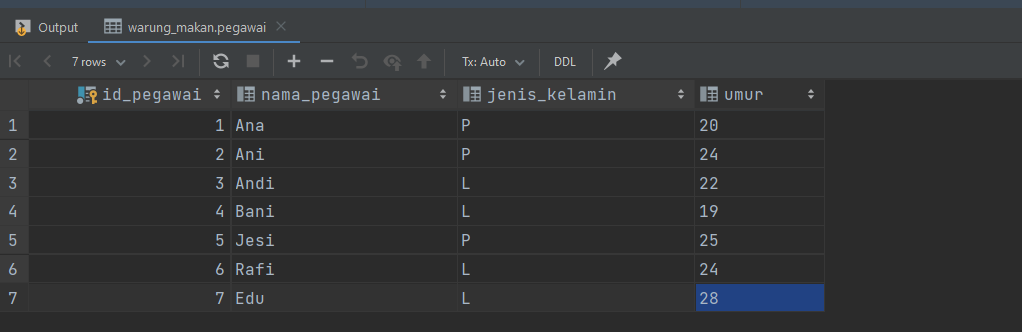 Output warung_makan.pegawai
7 rows Tx: Auto DDL
id_pegawai nama_pegawai jenis_kelamin umur
1 1 Ana P 20
2 2 Ani P 24
3 3 Andi L 22
4 4 Bani L 19
5 5 Jesi P 25
6 6 Rafi L 24
7 7 Edu L 28